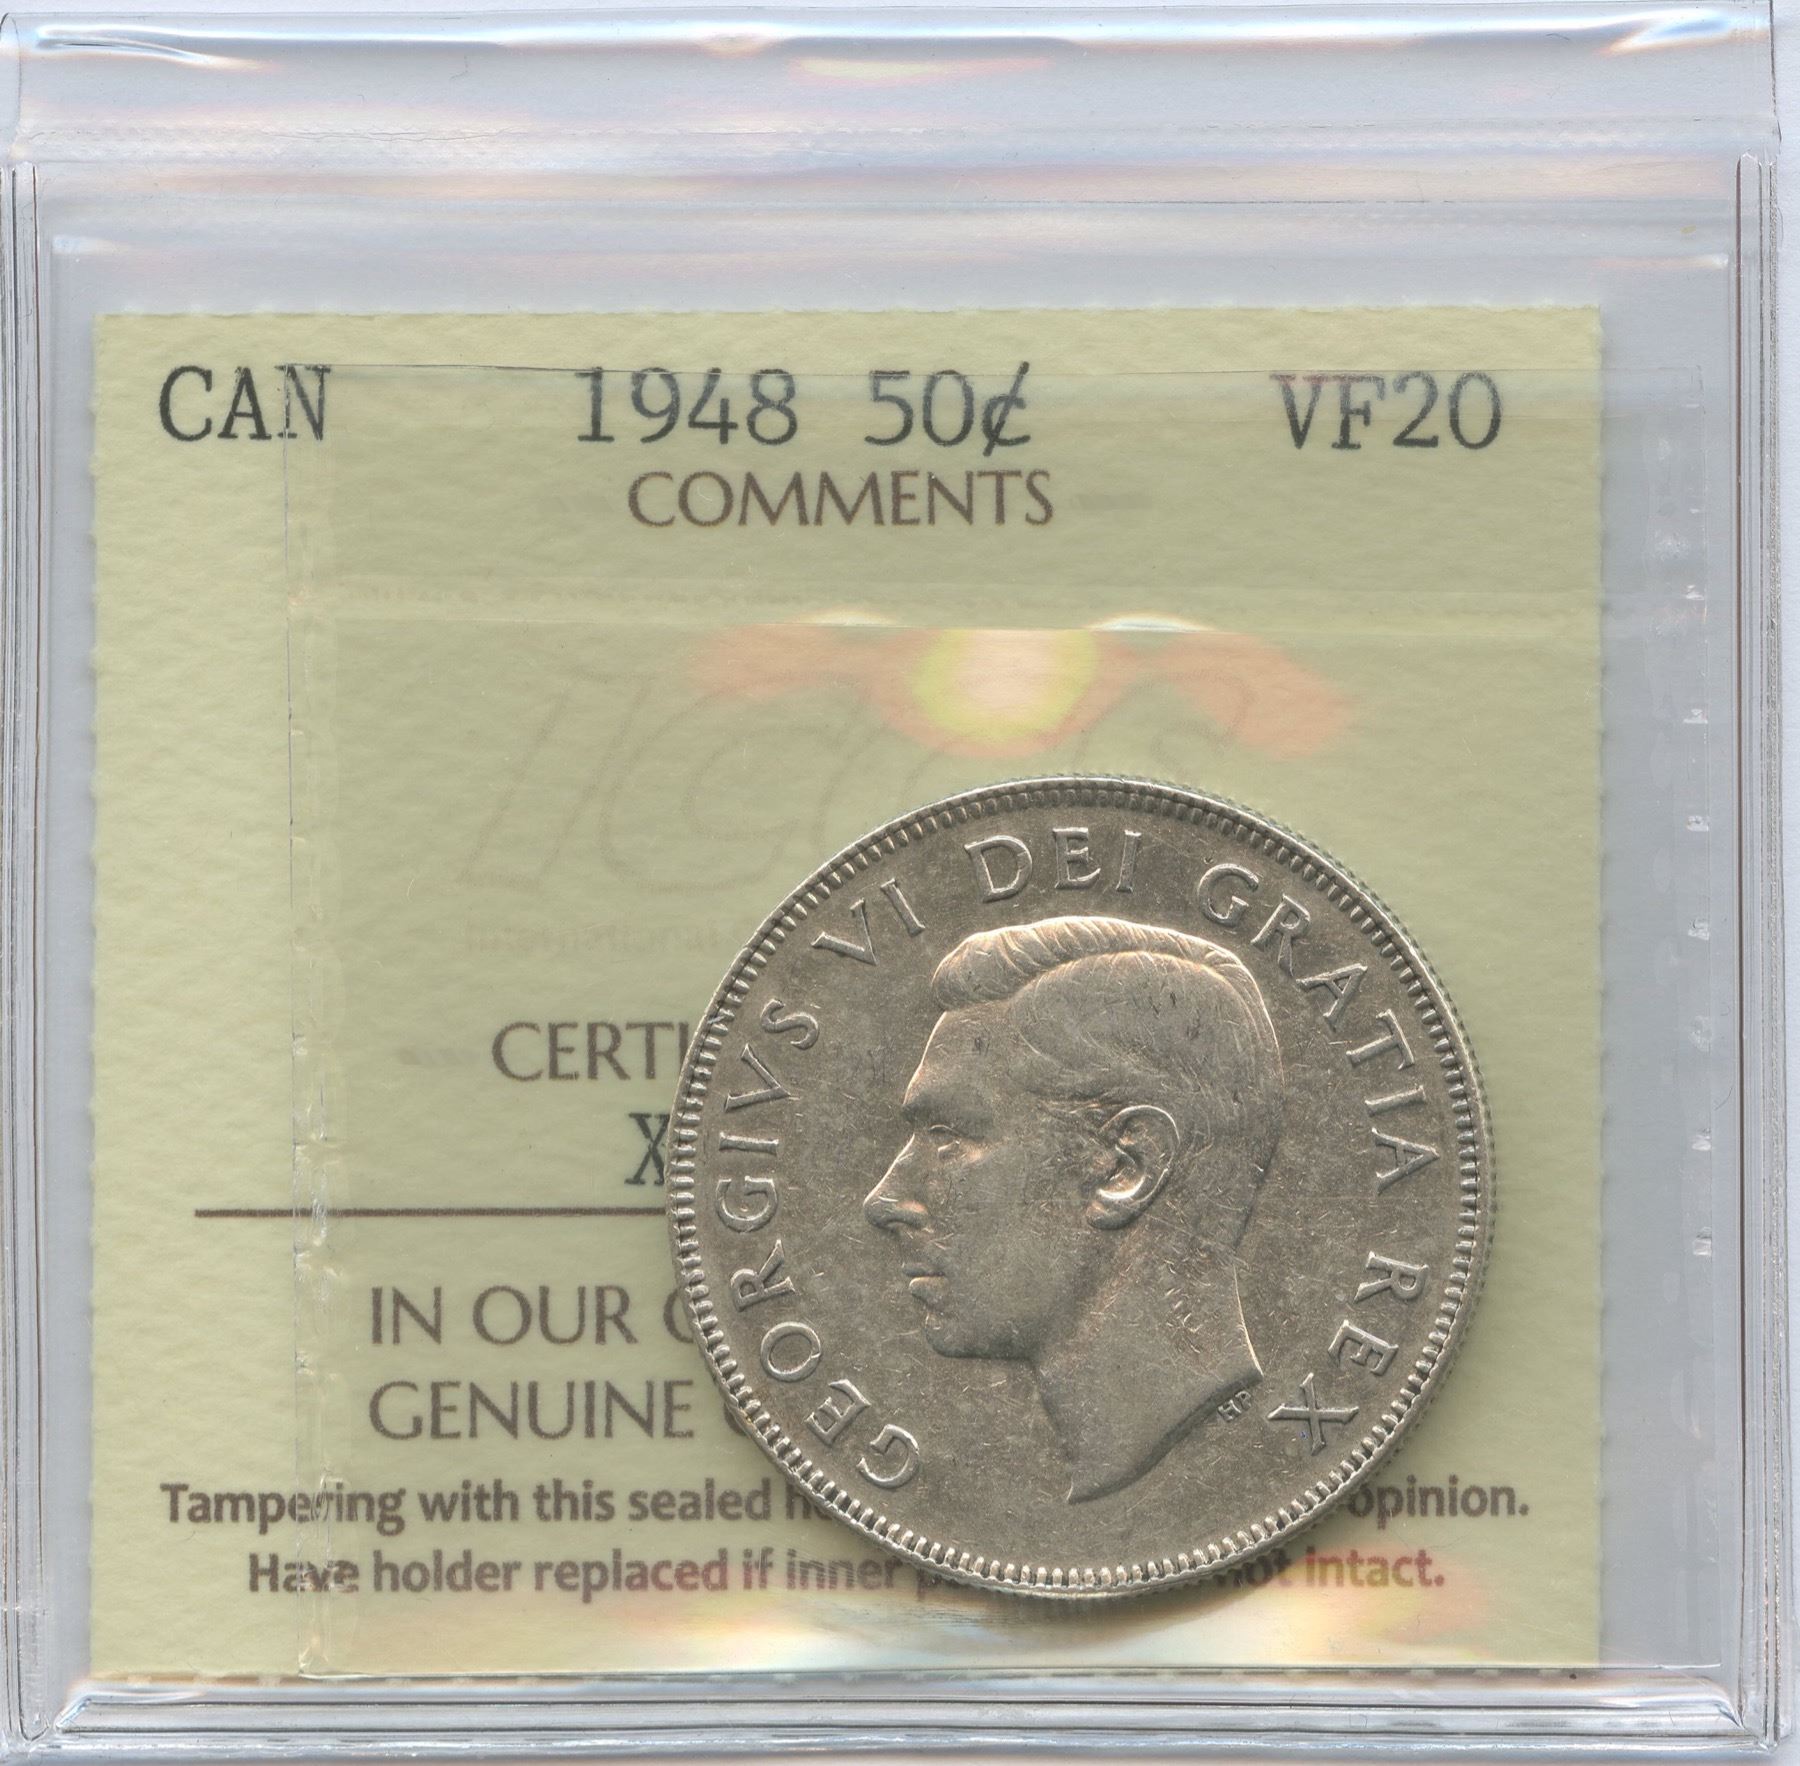 CAN 1948 50¢ VF20
COMMENTS
ICCS
CERTI
X
IN OUR
GENUINE
Tampering with this sealed opinion.
Have holder replaced if inner not intact.
GEORGIVS VI DEI GRATIA REX
HP